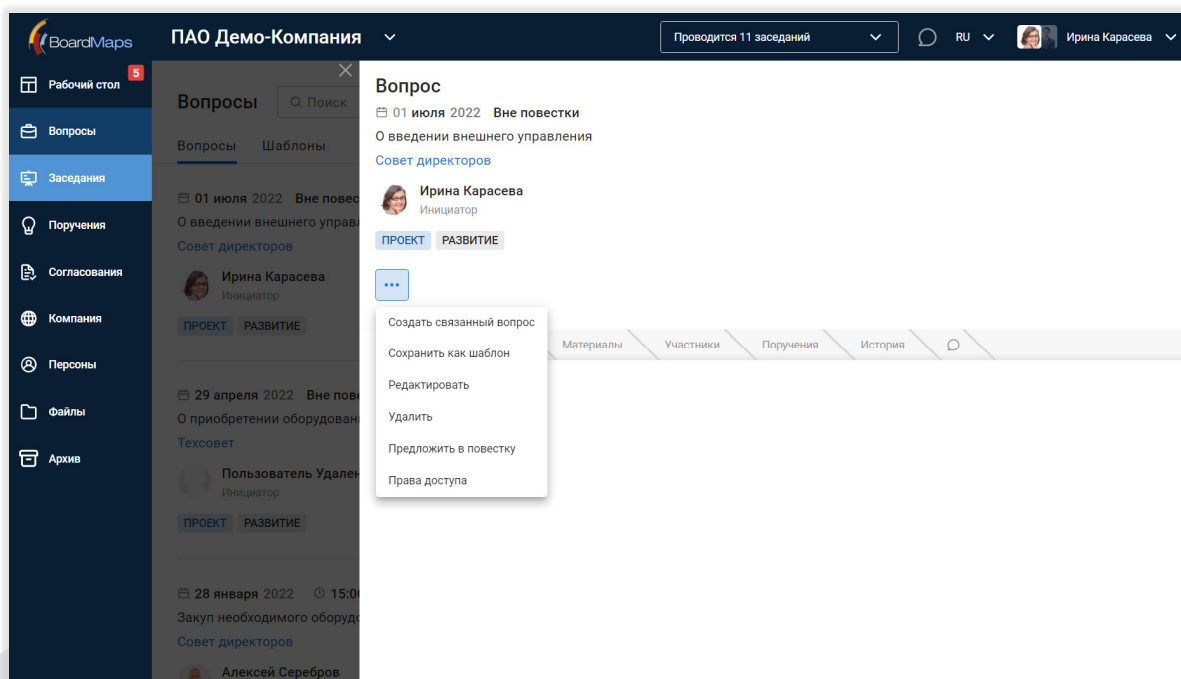 BoardMaps
ПАО Демо-Компания
Проводится 11 заседаний
RU
Ирина Карасева
Рабочий стол
5
Вопросы
Заседания
Поручения
Согласования
Компания
Персоны
Файлы
Архив
Вопросы
Поиск
Вопросы Шаблоны
01 июля 2022 Вне повес
О введении внешнего управл
Совет директоров
Ирина Карасева
Инициатор
ПРОЕКТ РАЗВИТИЕ
29 апреля 2022 Вне пове
О приобретении оборудован
Техсовет
Пользователь Удален
Инициатор
ПРОЕКТ РАЗВИТИЕ
28 января 2022 15:00
Закуп необходимого оборудо
Совет директоров
Алексей Серебров
Вопрос
01 июля 2022 Вне повестки
О введении внешнего управления
Совет директоров
Ирина Карасева
Инициатор
ПРОЕКТ РАЗВИТИЕ
Создать связанный вопрос
Сохранить как шаблон
Редактировать
Удалить
Предложить в повестку
Права доступа
Материалы Участники Поручения История